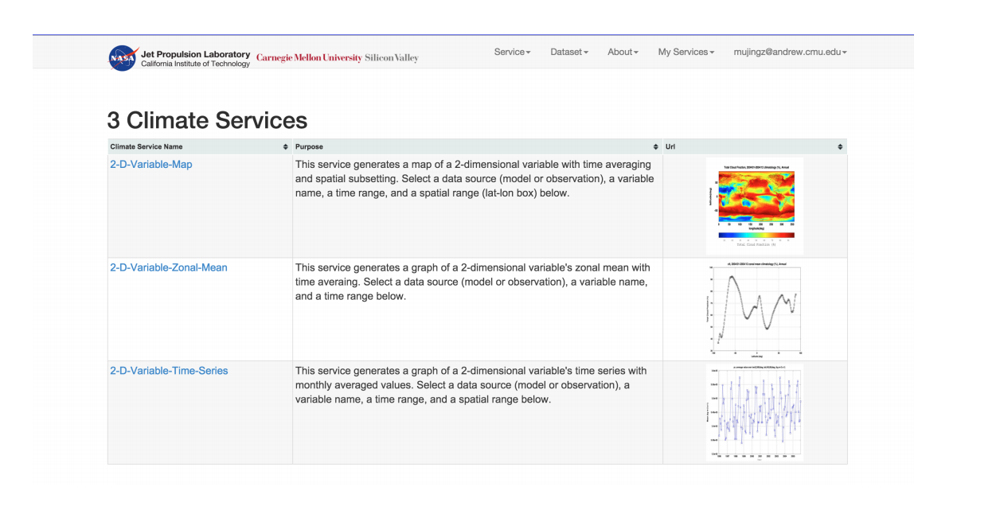 NASA
Jet Propulsion Laboratory
California Institute of Technology
Carnegie Mellon University Silicon Valley
Service
Dataset
About
My Services
mujingz@andrew.cmu.edu
3 Climate Services
Climate Service Name
Purpose
Url
2-D-Variable-Map
This service generates a map of a 2-dimensional variable with time averaging
and spatial subsetting. Select a data source (model or observation), a variable
name, a time range, and a spatial range (lat-lon box) below.
Total Cloud Fraction (%)
2-D-Variable-Zonal-Mean
This service generates a graph of a 2-dimensional variable's zonal mean with
time averaing. Select a data source (model or observation), a variable name,
and a time range below.
2-D-Variable-Time-Series
This service generates a graph of a 2-dimensional variable's time series with
monthly averaged values. Select a data source (model or observation), a
variable name, a time range, and a spatial range below.